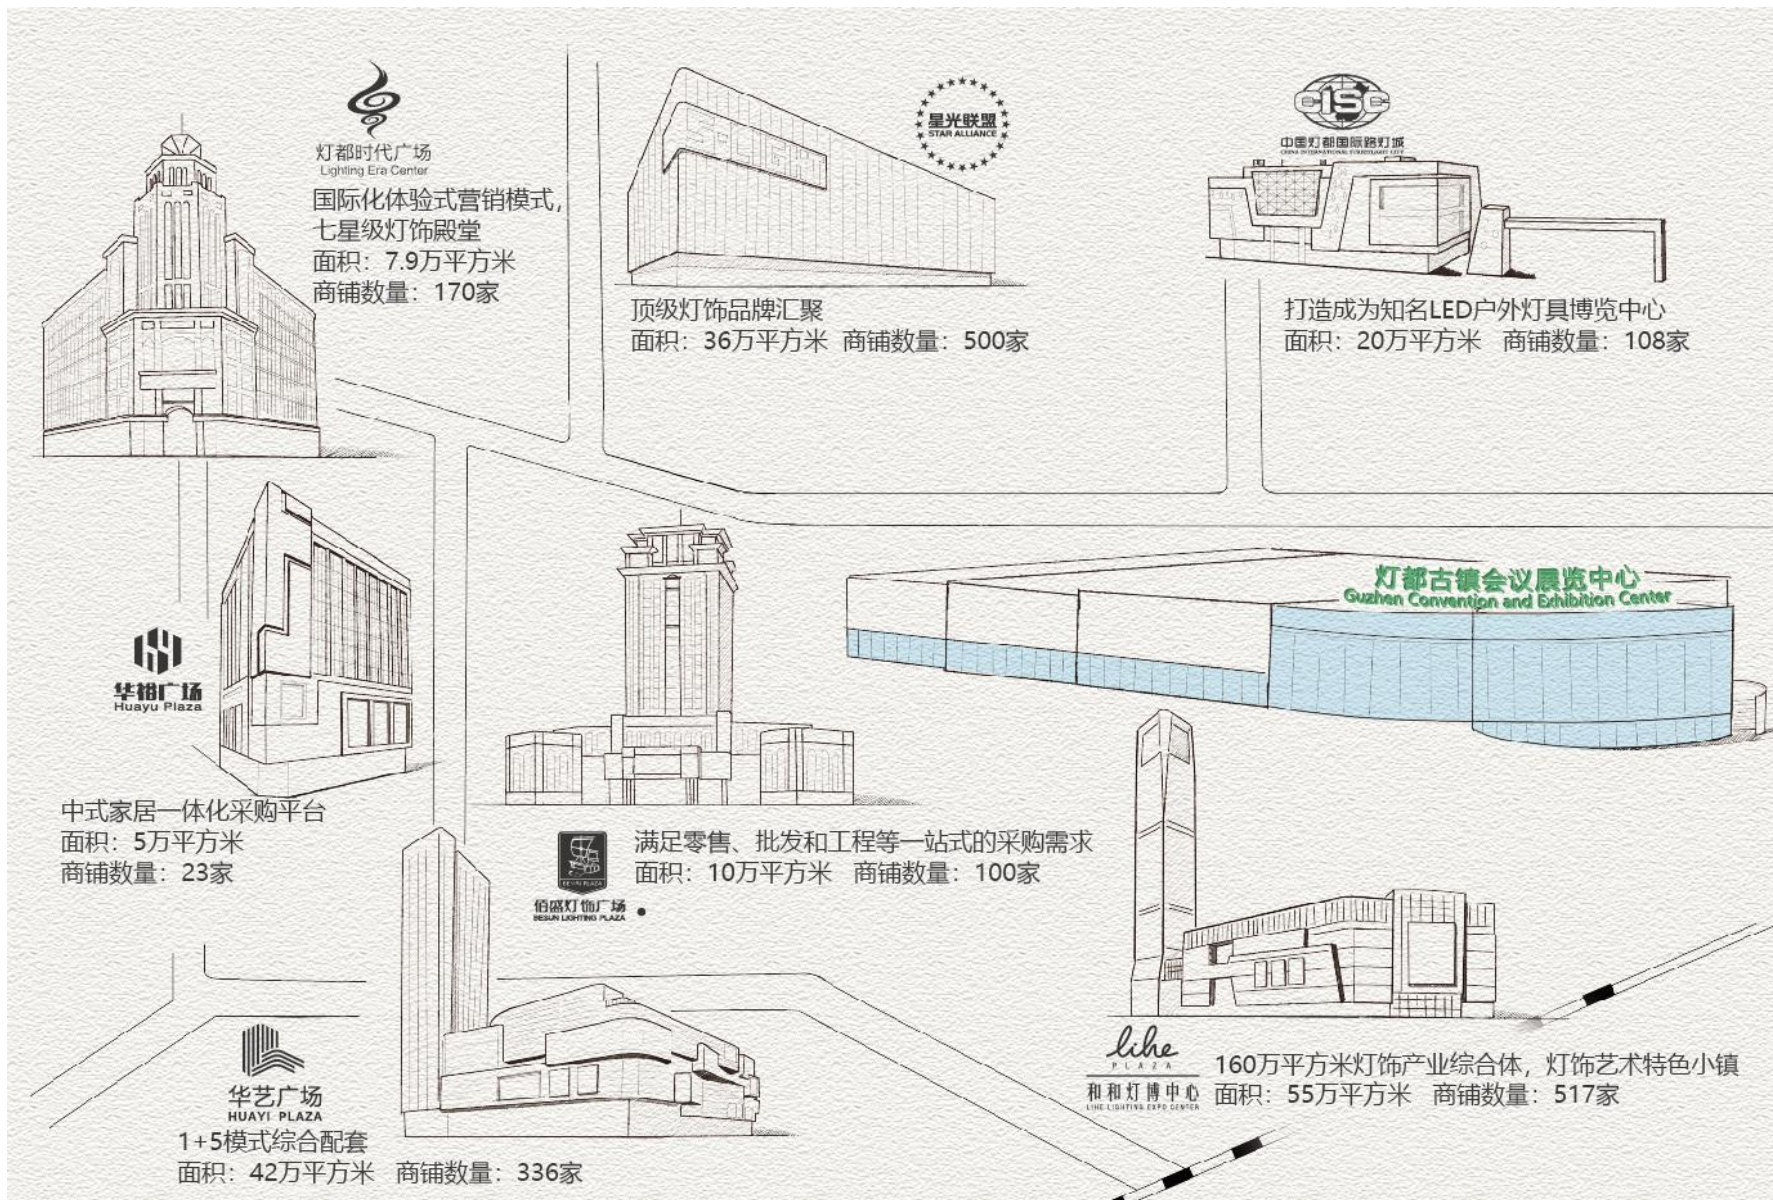 灯都时代广场
Lighting Era Center
国际化体验式营销模式，
七星级灯饰殿堂
面积：7.9万平方米
商铺数量：170家
星光联盟
STAR ALLIANCE
顶级灯饰品牌汇聚
面积：36万平方米 商铺数量：500家
CISC
中国灯都国际路灯城
CHINA INTERNATIONAL STREETLIGHT CITY
打造成为知名LED户外灯具博览中心
面积：20万平方米 商铺数量：108家
灯都古镇会议展览中心
Guzhen Convention and Exhibition Center
华裕广场
Huayu Plaza
中式家居一体化采购平台
面积：5万平方米
商铺数量：23家
佰盛灯饰广场
BESUN LIGHTING PLAZA
满足零售、批发和工程等一站式的采购需求
面积：10万平方米 商铺数量：100家
华艺广场
HUAYI PLAZA
1+5模式综合配套
面积：42万平方米 商铺数量：336家
lihe
PLAZA
和和灯博中心
LIHE LIGHTING EXPO CENTER
160万平方米灯饰产业综合体，灯饰艺术特色小镇
面积：55万平方米 商铺数量：517家